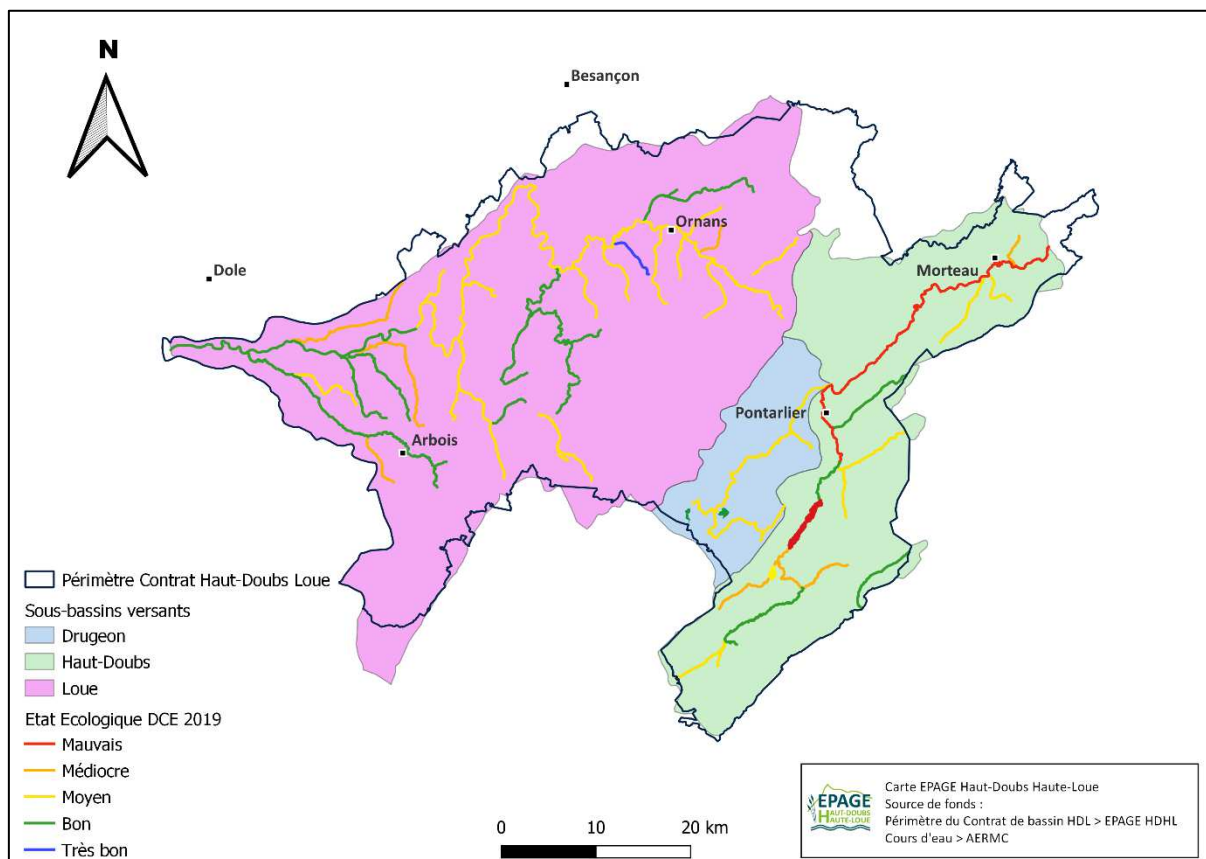 N
Besançon
Dole
Ornans
Morteau
Pontarlier
Arbois
Périmètre Contrat Haut-Doubs Loue
Sous-bassins versants
Drugeon
Haut-Doubs
Loue
Etat Ecologique DCE 2019
Mauvais
Médiocre
Moyen
Bon
Très bon
0 10 20 km
EPAGE
HAUT-DOUBS
HAUTE-LOUE
Carte EPAGE Haut-Doubs Haute-Loue
Source de fonds :
Périmètre du Contrat de bassin HDL > EPAGE HDHL
Cours d'eau > AERMC